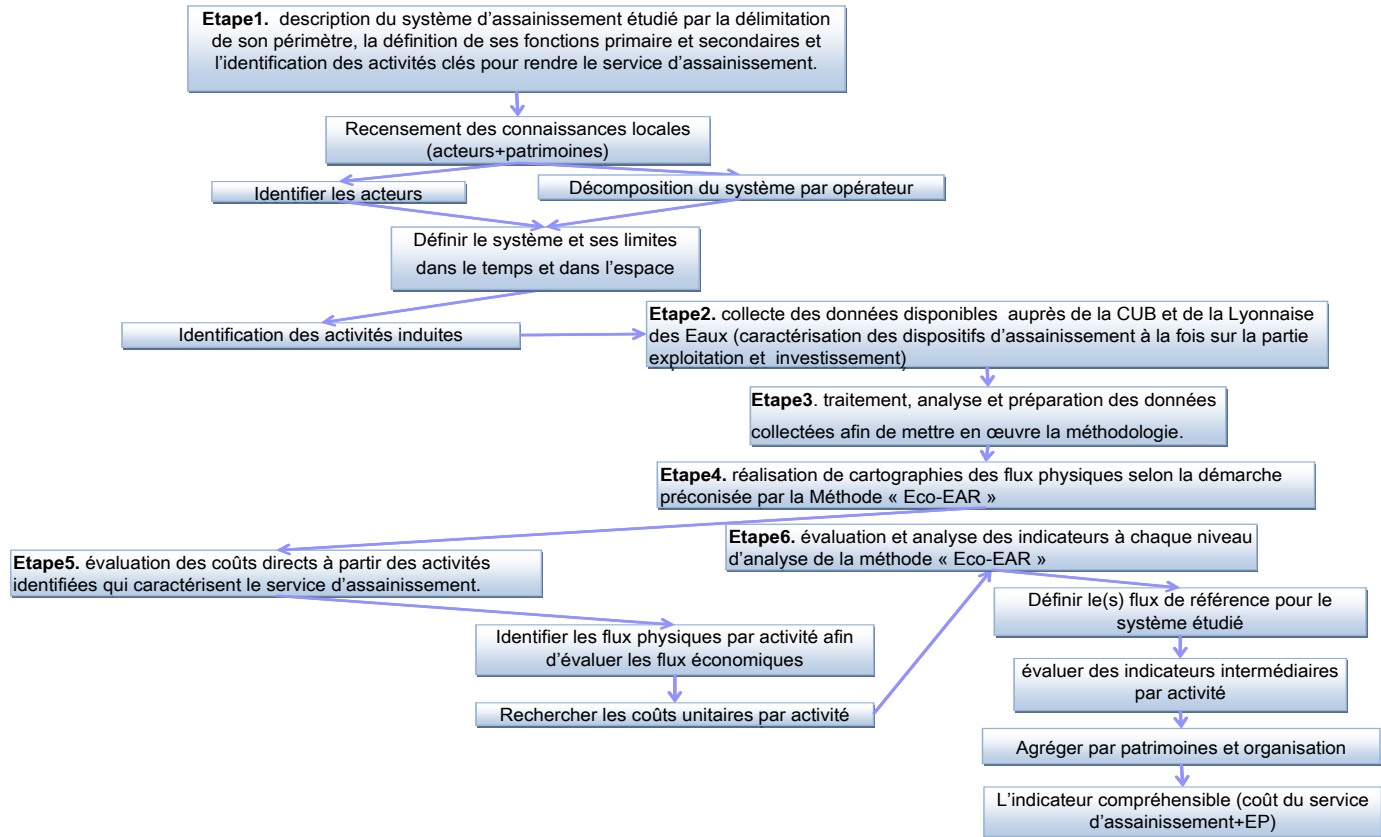 Etape1. description du système d'assainissement étudié par la délimitation
de son périmètre, la définition de ses fonctions primaire et secondaires et
l'identification des activités clés pour rendre le service d'assainissement.
Recensement des connaissances locales
(acteurs+patrimoines)
Identifier les acteurs
Décomposition du système par opérateur
Définir le système et ses limites
dans le temps et dans l'espace
Identification des activités induites
Etape2. collecte des données disponibles auprès de la CUB et de la Lyonnaise
des Eaux (caractérisation des dispositifs d'assainissement à la fois sur la partie
exploitation et investissement)
Etape3. traitement, analyse et préparation des données
collectées afin de mettre en œuvre la méthodologie.
Etape4. réalisation de cartographies des flux physiques selon la démarche
préconisée par la Méthode « Eco-EAR »
Etape5. évaluation des coûts directs à partir des activités
identifiées qui caractérisent le service d'assainissement.
Identifier les flux physiques par activité afin
d'évaluer les flux économiques
Rechercher les coûts unitaires par activité
Etape6. évaluation et analyse des indicateurs à chaque niveau
d'analyse de la méthode « Eco-EAR »
Définir le(s) flux de référence pour le
système étudié
évaluer des indicateurs intermédiaires
par activité
Agréger par patrimoines et organisation
L'indicateur compréhensible (coût du service
d'assainissement+EP)